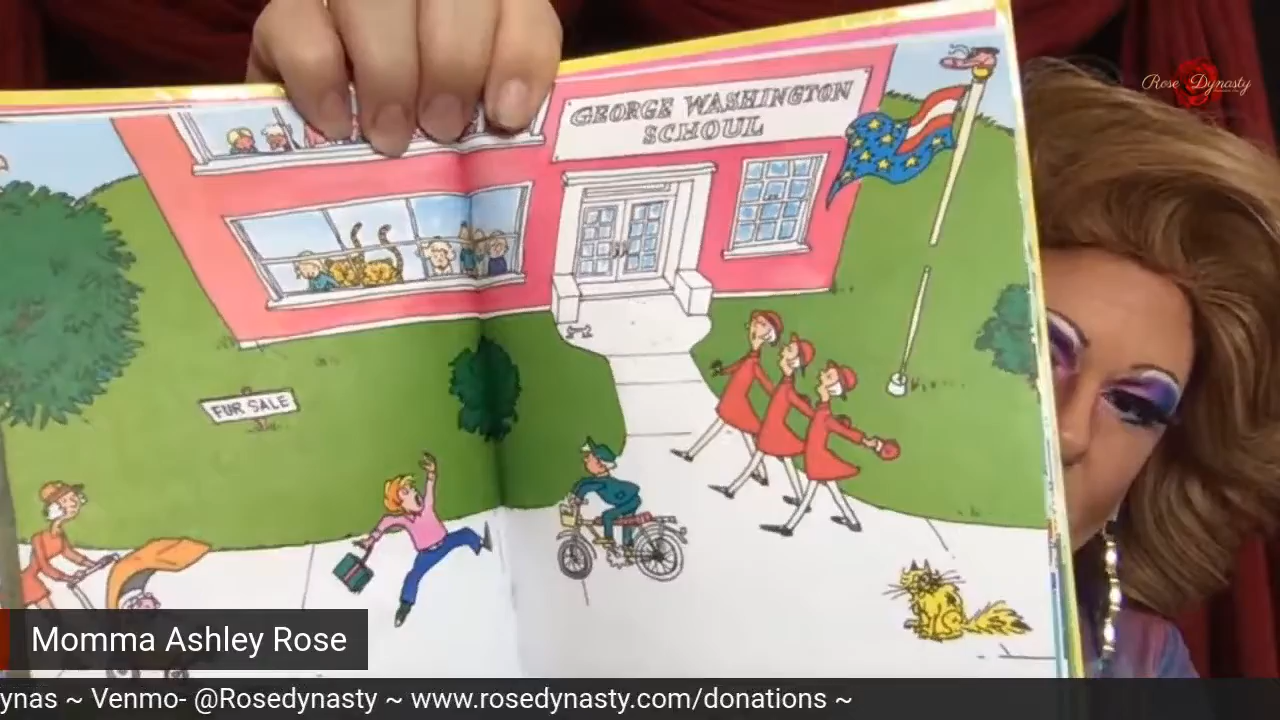 Rose Dynasty
GEORGE WASHINGTON
SCHOUL
FUR SALE
Momma Ashley Rose
ynas ~ Venmo- @Rosedynasty ~ www.rosedynasty.com/donations ~